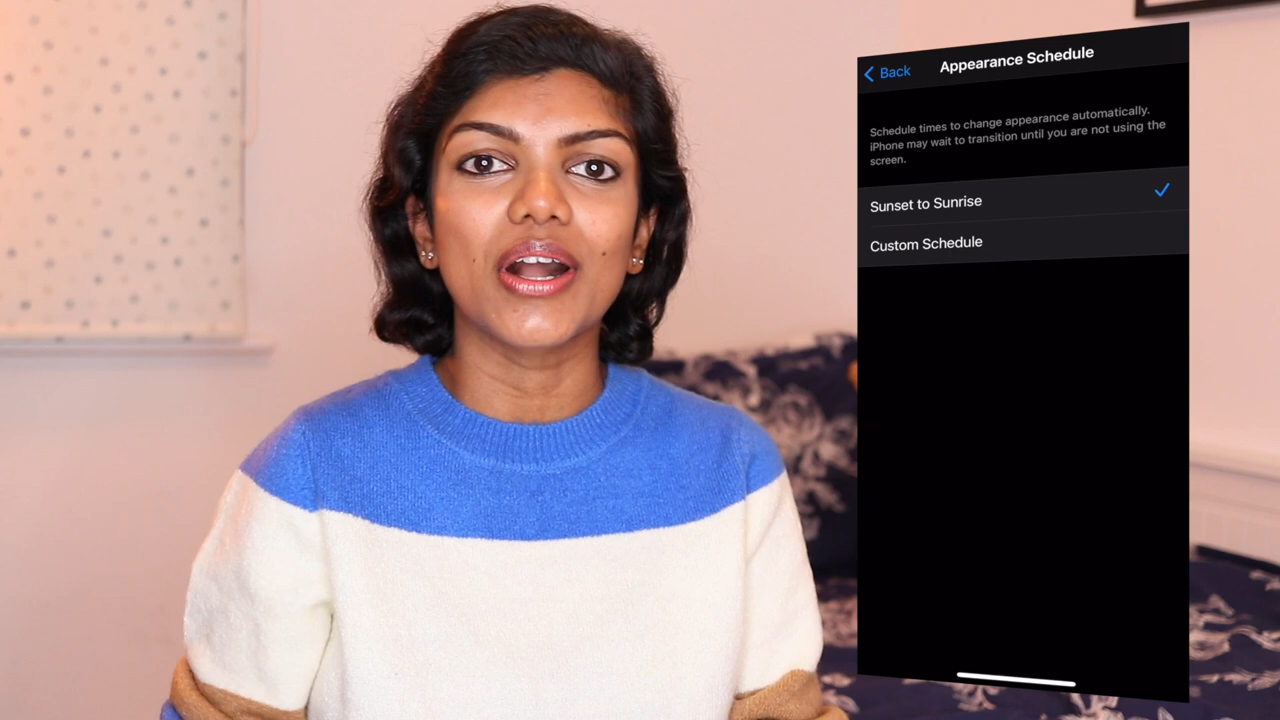 Back
Appearance Schedule
Schedule times to change appearance automatically.
iPhone may wait to transition until you are not using the
screen.
Sunset to Sunrise
Custom Schedule